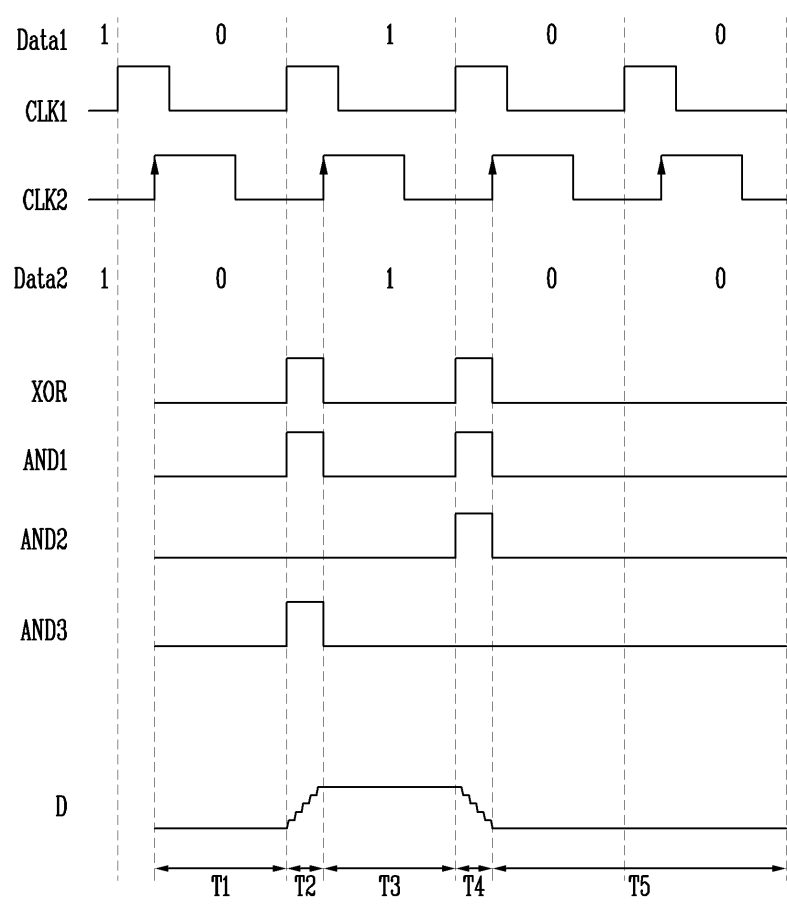 Data1 1 0 1 0 0
CLK1
CLK2
Data2 1 0 1 0 0
XOR
AND1
AND2
AND3
D
T1 T2 T3 T4 T5